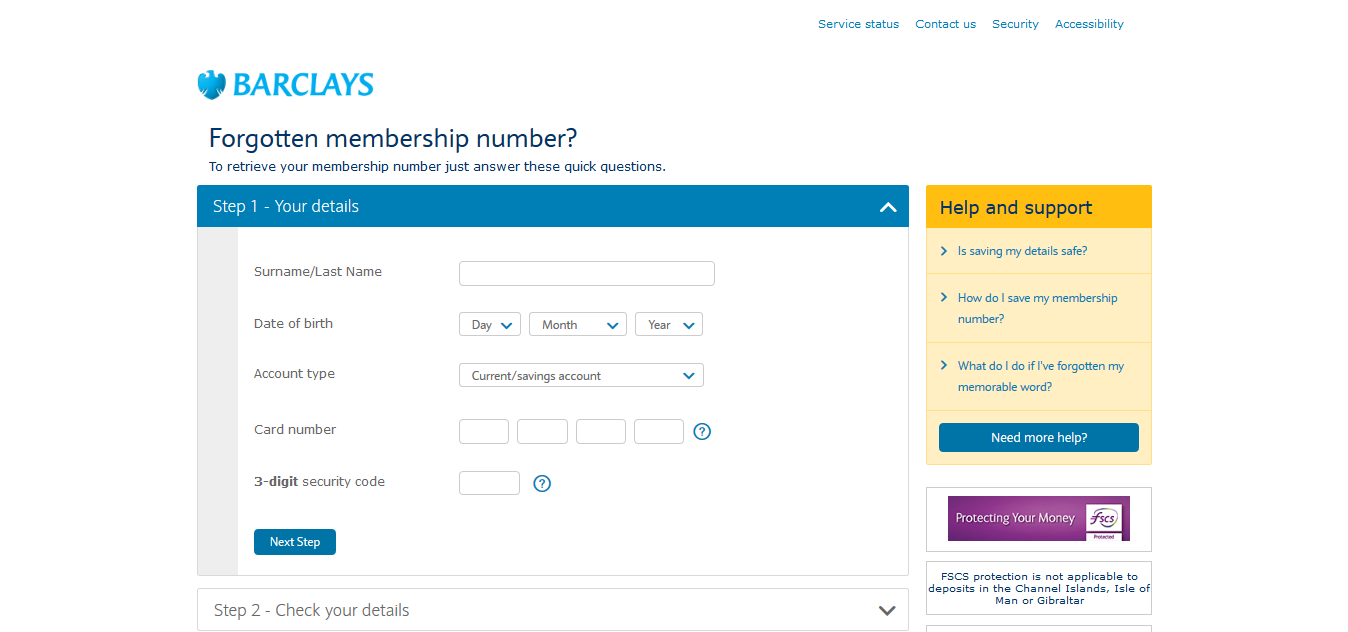 Service status Contact us Security Accessibility
BARCLAYS
Forgotten membership number?
To retrieve your membership number just answer these quick questions.
Step 1 - Your details
Surname/Last Name
Date of birth Day Month Year
Account type Current/savings account
Card number ?
3-digit security code ?
Next Step
Step 2 - Check your details
Help and support
Is saving my details safe?
How do I save my membership
number?
What do I do if I've forgotten my
memorable word?
Need more help?
Protecting Your Money fscs
Protected
FSCS protection is not applicable to
deposits in the Channel Islands, Isle of
Man or Gibraltar